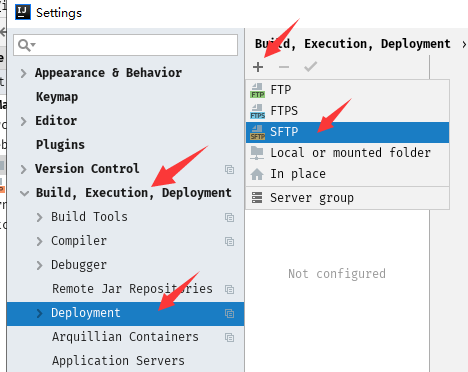 Settings
Appearance & Behavior
Keymap
Editor
Plugins
Version Control
Build, Execution, Deployment
Build Tools
Compiler
Debugger
Remote Jar Repositories
Deployment
Arquillian Containers
Application Servers
Build, Execution, Deployment ›
FTP
FTPS
SFTP
Local or mounted folder
In place
Server group
Not configured